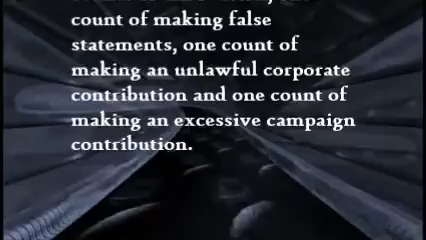 count of making false
statements, one count of
making an unlawful corporate
contribution and one count of
making an excessive campaign
contribution.